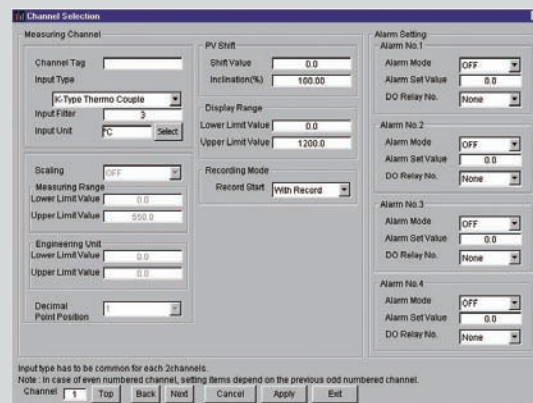 Channel Selection
Measuring Channel
Channel Tag
Input Type
K-Type Thermo Couple
Input Filter 3
Input Unit °C Select
Scaling OFF
Measuring Range
Lower Limit Value 0.0
Upper Limit Value 550.0
Engineering Unit
Lower Limit Value 0.0
Upper Limit Value 0.0
Decimal
Point Position 1
PV Shift
Shift Value 0.0
Inclination(%) 100.00
Display Range
Lower Limit Value 0.0
Upper Limit Value 1200.0
Recording Mode
Record Start With Record
Alarm Setting
Alarm No.1
Alarm Mode OFF
Alarm Set Value 0.0
DO Relay No. None
Alarm No.2
Alarm Mode OFF
Alarm Set Value 0.0
DO Relay No. None
Alarm No.3
Alarm Mode OFF
Alarm Set Value 0.0
DO Relay No. None
Alarm No.4
Alarm Mode OFF
Alarm Set Value 0.0
DO Relay No. None
Input type has to be common for each 2channels.
Note : In case of even numbered channel, setting items depend on the previous odd numbered channel.
Channel 1 Top Back Next Cancel Apply Exit